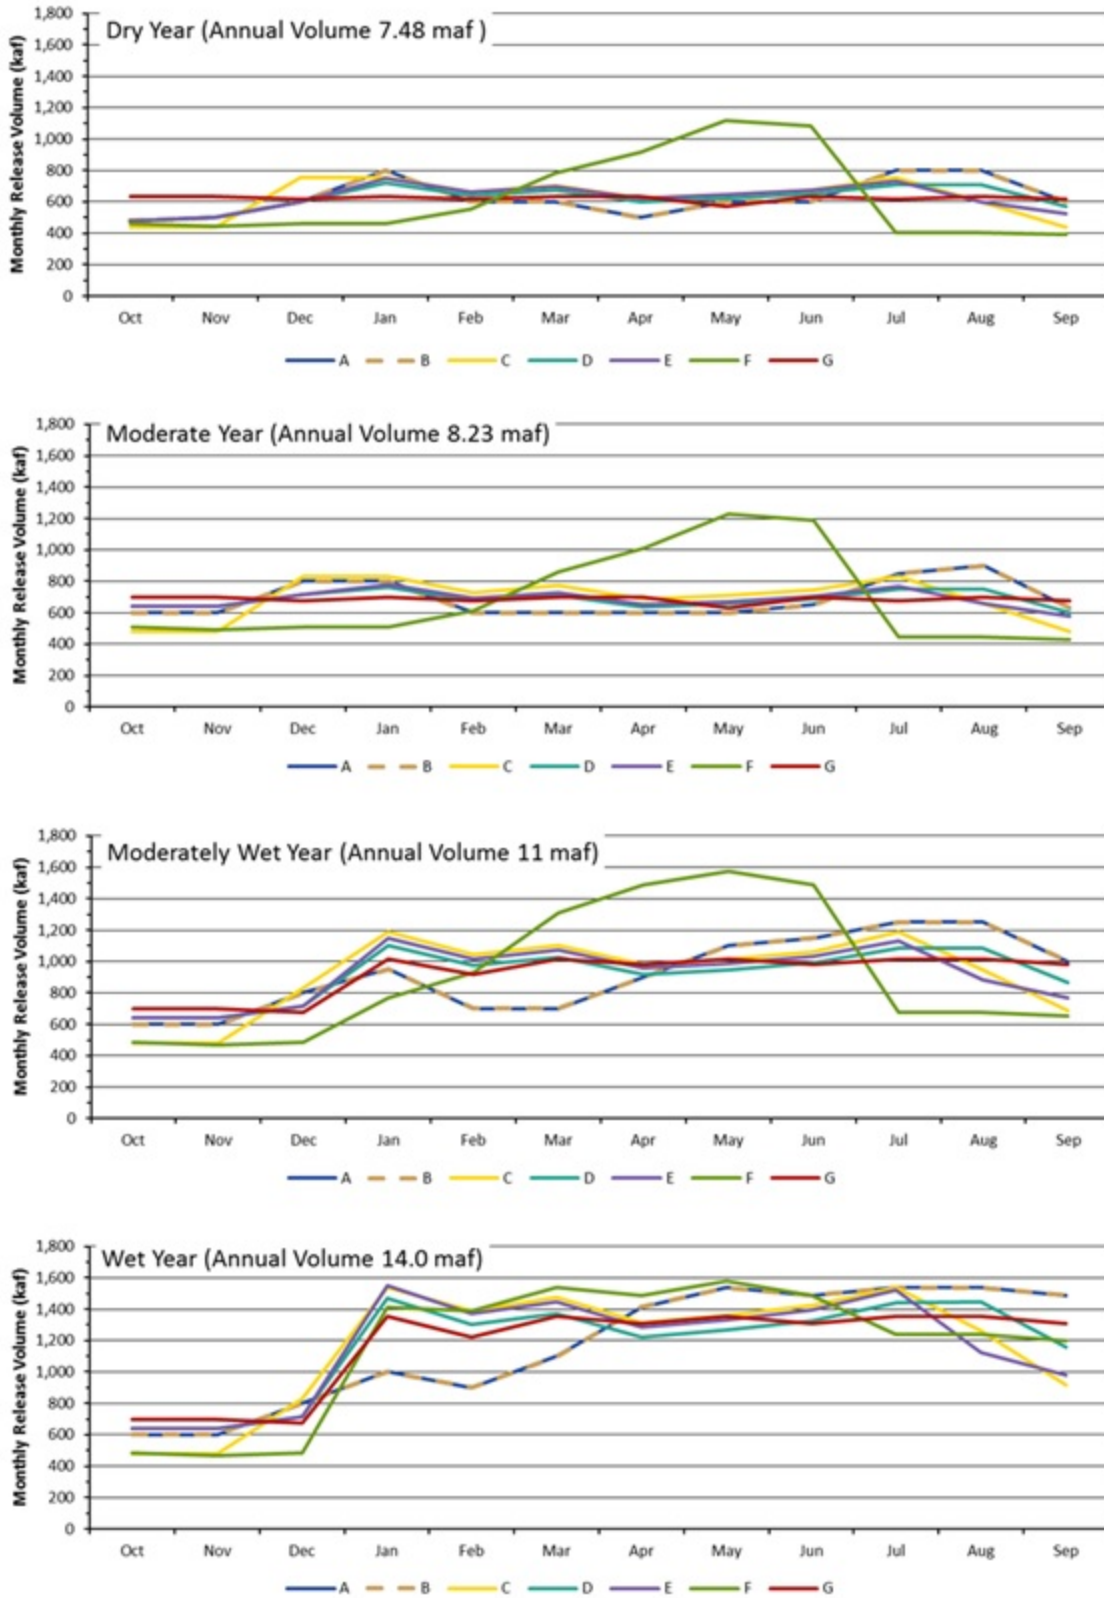 Dry Year (Annual Volume 7.48 maf )
Monthly Release Volume (kaf)
1,800
1,600
1,400
1,200
1,000
800
600
400
200
0
Oct Nov Dec Jan Feb Mar Apr May Jun Jul Aug Sep
A B C D E F G
Moderate Year (Annual Volume 8.23 maf)
Monthly Release Volume (kaf)
1,800
1,600
1,400
1,200
1,000
800
600
400
200
0
Oct Nov Dec Jan Feb Mar Apr May Jun Jul Aug Sep
A B C D E F G
Moderately Wet Year (Annual Volume 11 maf)
Monthly Release Volume (kaf)
1,800
1,600
1,400
1,200
1,000
800
600
400
200
0
Oct Nov Dec Jan Feb Mar Apr May Jun Jul Aug Sep
A B C D E F G
Wet Year (Annual Volume 14.0 maf)
Monthly Release Volume (kaf)
1,800
1,600
1,400
1,200
1,000
800
600
400
200
0
Oct Nov Dec Jan Feb Mar Apr May Jun Jul Aug Sep
A B C D E F G